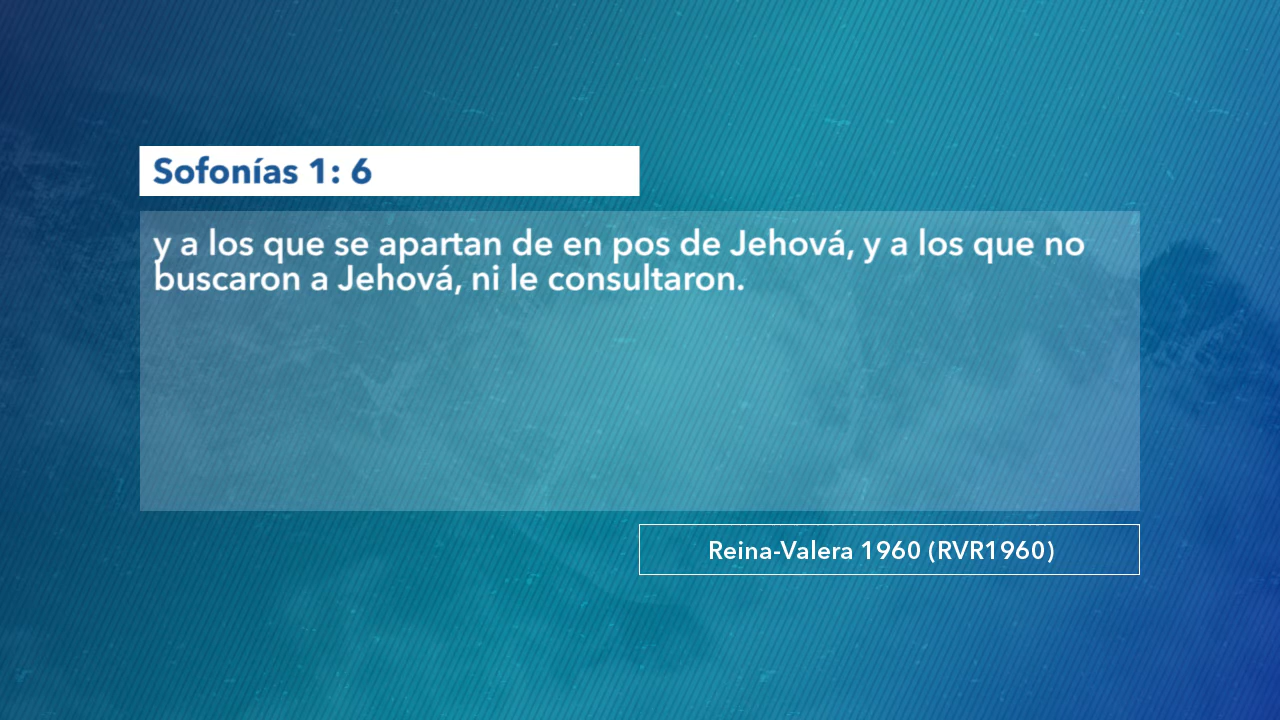 Sofonías 1: 6
y a los que se apartan de en pos de Jehová, y a los que no
buscaron a Jehová, ni le consultaron.
Reina-Valera 1960 (RVR1960)